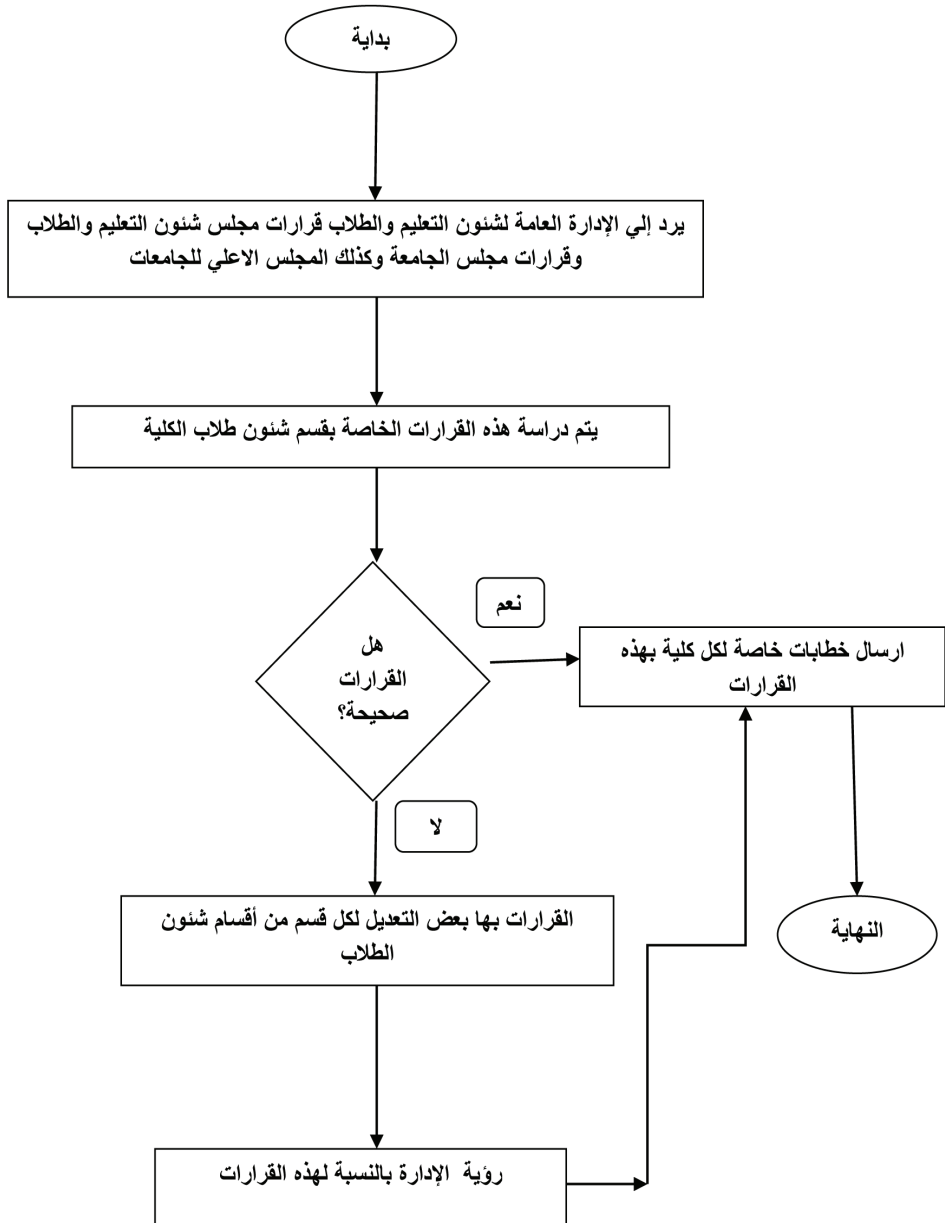 بداية
يرد إلي الإدارة العامة لشئون التعليم والطلاب قرارات مجلس شئون التعليم والطلاب
وقرارات مجلس الجامعة وكذلك المجلس الاعلي للجامعات
يتم دراسة هذه القرارات الخاصة بقسم شئون طلاب الكلية
هل
القرارات
صحيحة؟
نعم
ارسال خطابات خاصة لكل كلية بهذه
القرارات
لا
القرارات بها بعض التعديل لكل قسم من أقسام شئون
الطلاب
النهاية
رؤية الإدارة بالنسبة لهذه القرارات